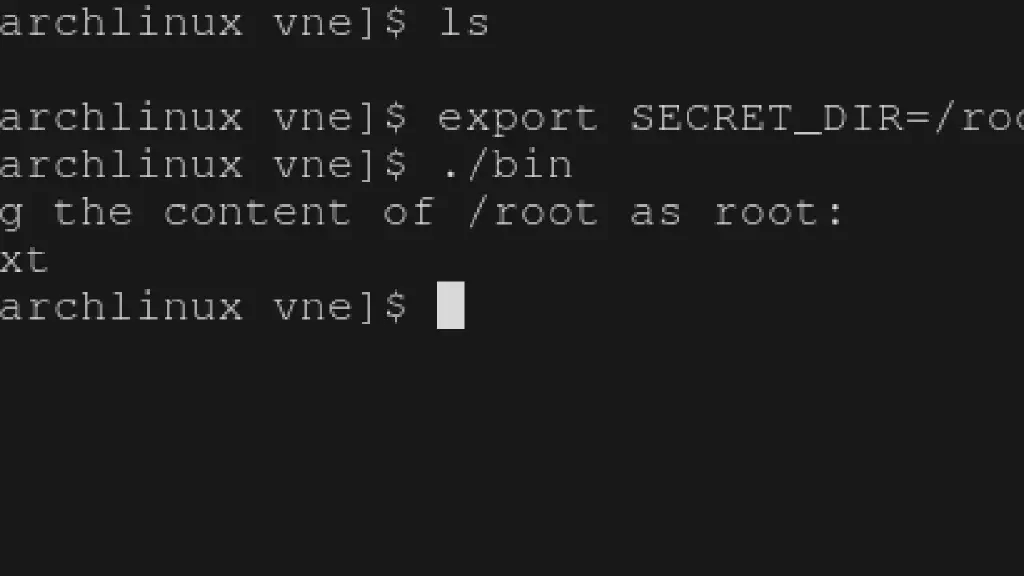 archlinux vne]$ ls
archlinux vne]$ export SECRET_DIR=/roo
archlinux vne]$ ./bin
g the content of /root as root:
xt
archlinux vne]$